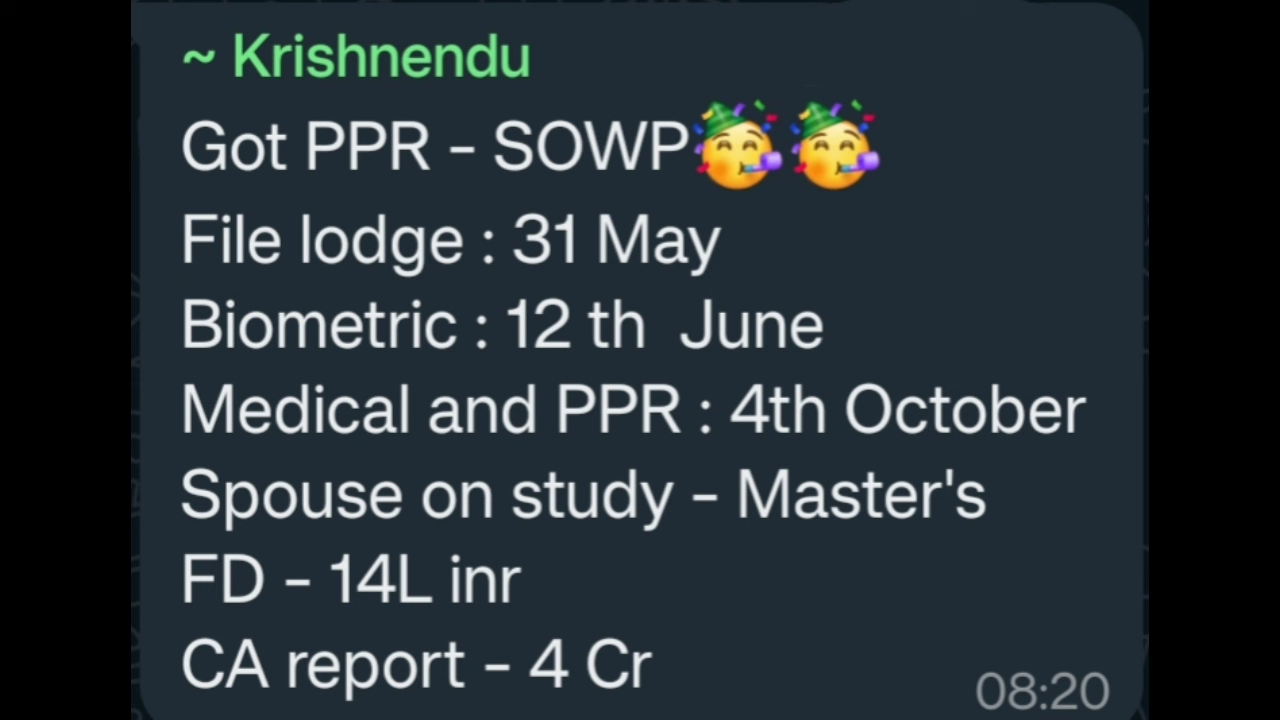 ~ Krishnendu
Got PPR - SOWP🥳🥳
File lodge : 31 May
Biometric : 12 th  June
Medical and PPR : 4th October
Spouse on study - Master's
FD - 14L inr
CA report - 4 Cr
08:20